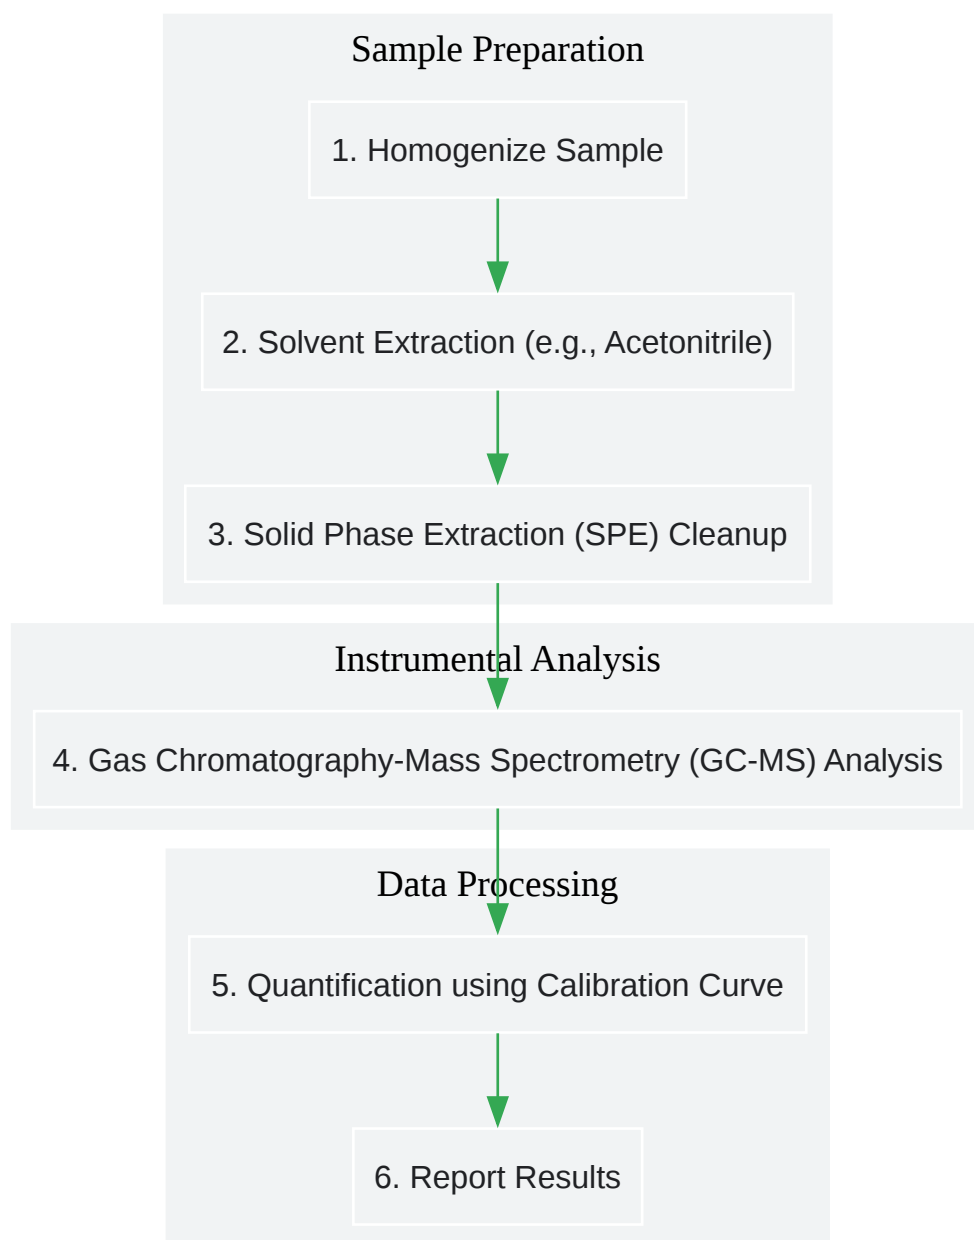 Sample Preparation
1. Homogenize Sample
2. Solvent Extraction (e.g., Acetonitrile)
3. Solid Phase Extraction (SPE) Cleanup
Instrumental Analysis
4. Gas Chromatography-Mass Spectrometry (GC-MS) Analysis
Data Processing
5. Quantification using Calibration Curve
6. Report Results